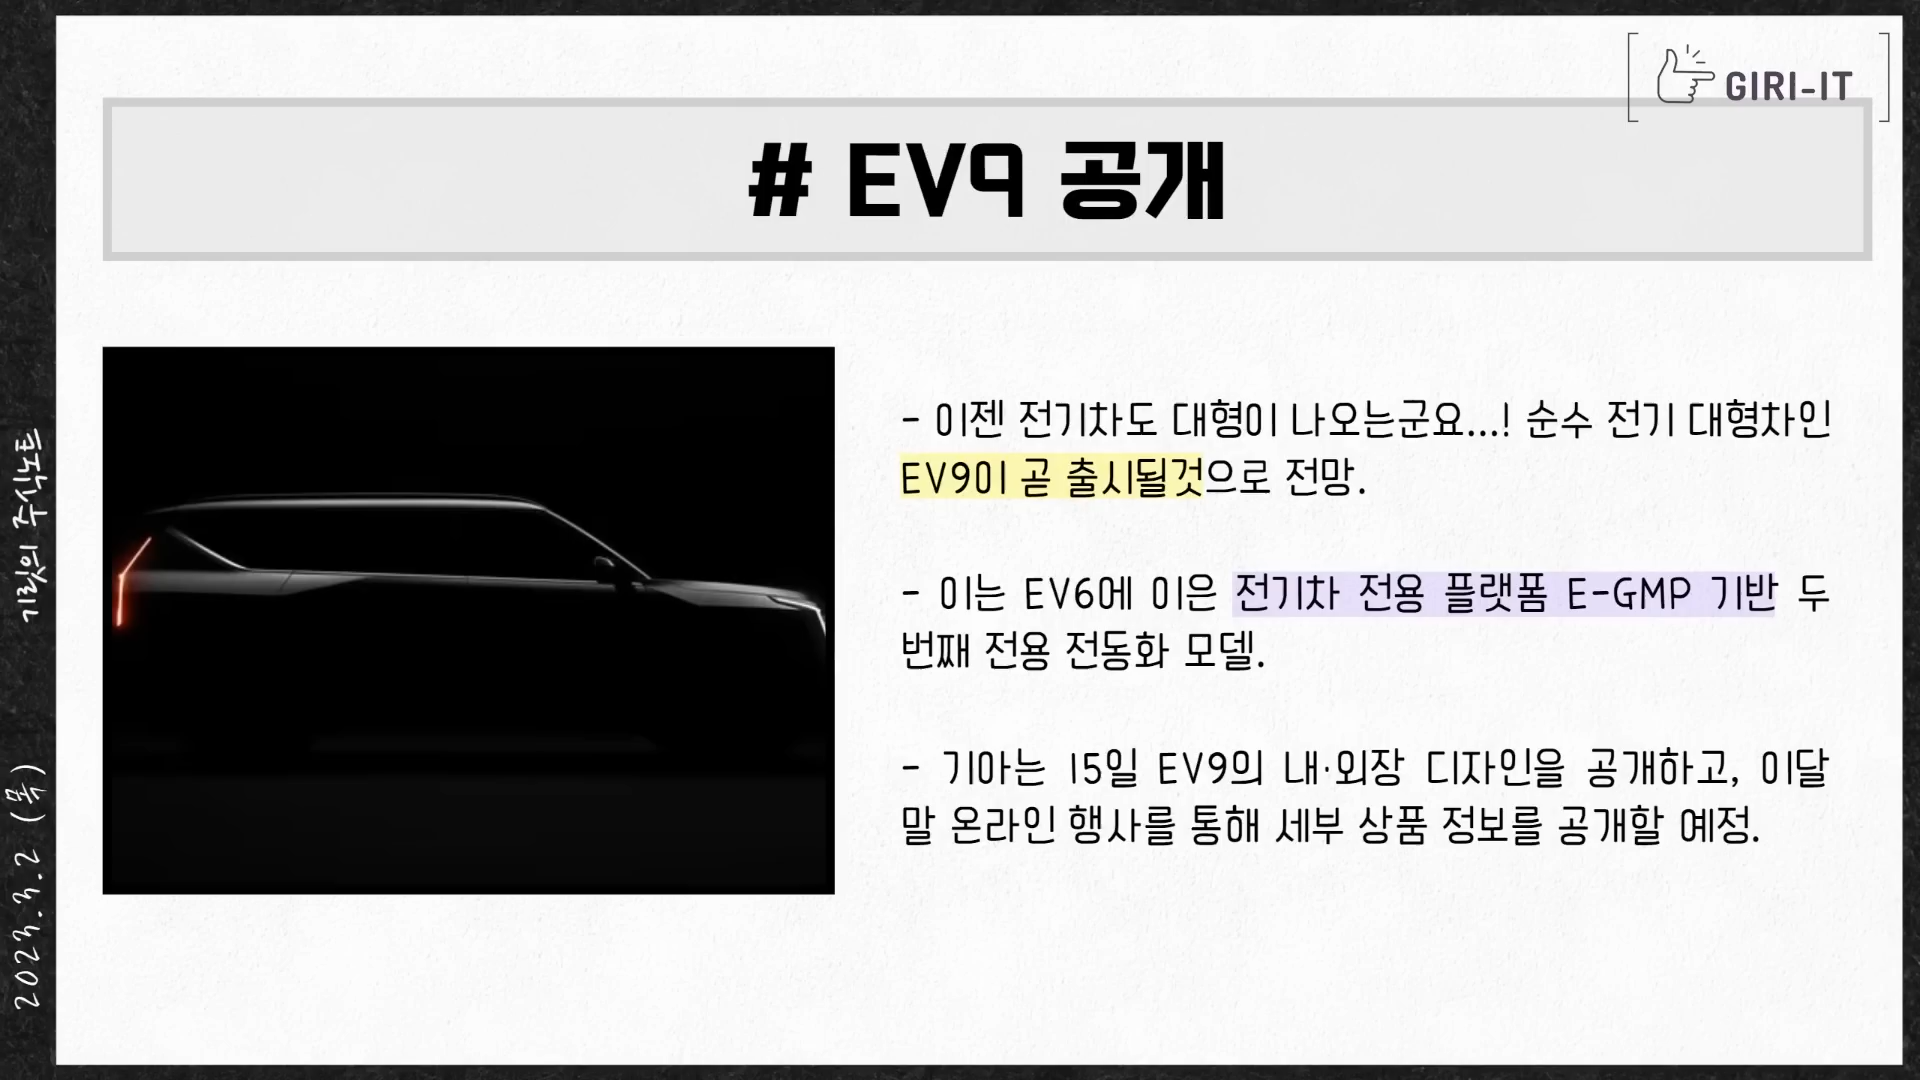 GIRI-IT
# EV9 공개
- 이젠 전기차도 대형이 나오는군요...! 순수 전기 대형차인
EV9이 곧 출시될것으로 전망.
- 이는 EV6에 이은 전기차 전용 플랫폼 E-GMP 기반 두
번째 전용 전동화 모델.
- 기아는 15일 EV9의 내·외장 디자인을 공개하고, 이달
말 온라인 행사를 통해 세부 상품 정보를 공개할 예정.
2023.3.2 (목) 기릿의 주식노트